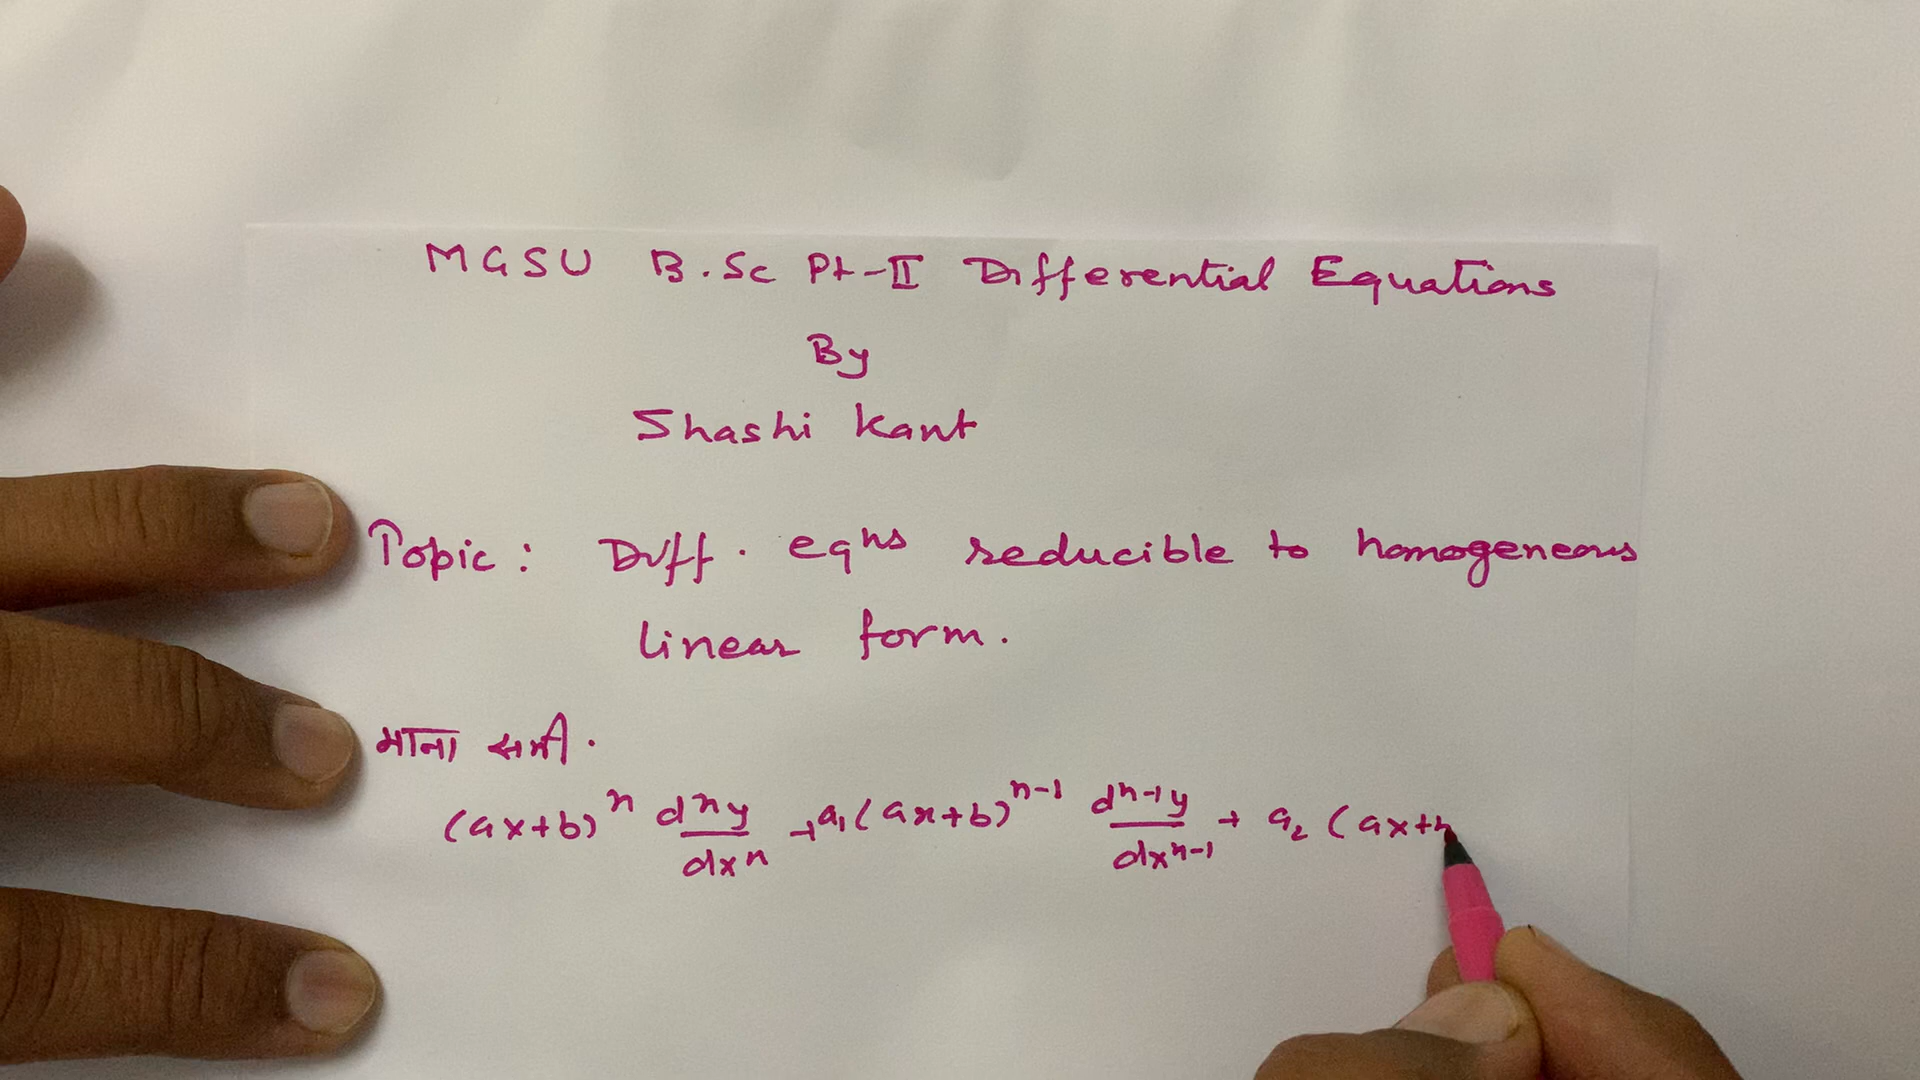 MGSU B.Sc Pt-II Differential Equations
By
Shashi Kant
Topic: Diff. eqns reducible to homogeneous
linear form.
माना समी.
(ax+b)^n d^n y/dx^n + a₁(ax+b)^{n-1} d^{n-1}y/dx^{n-1} + a₂ (ax+